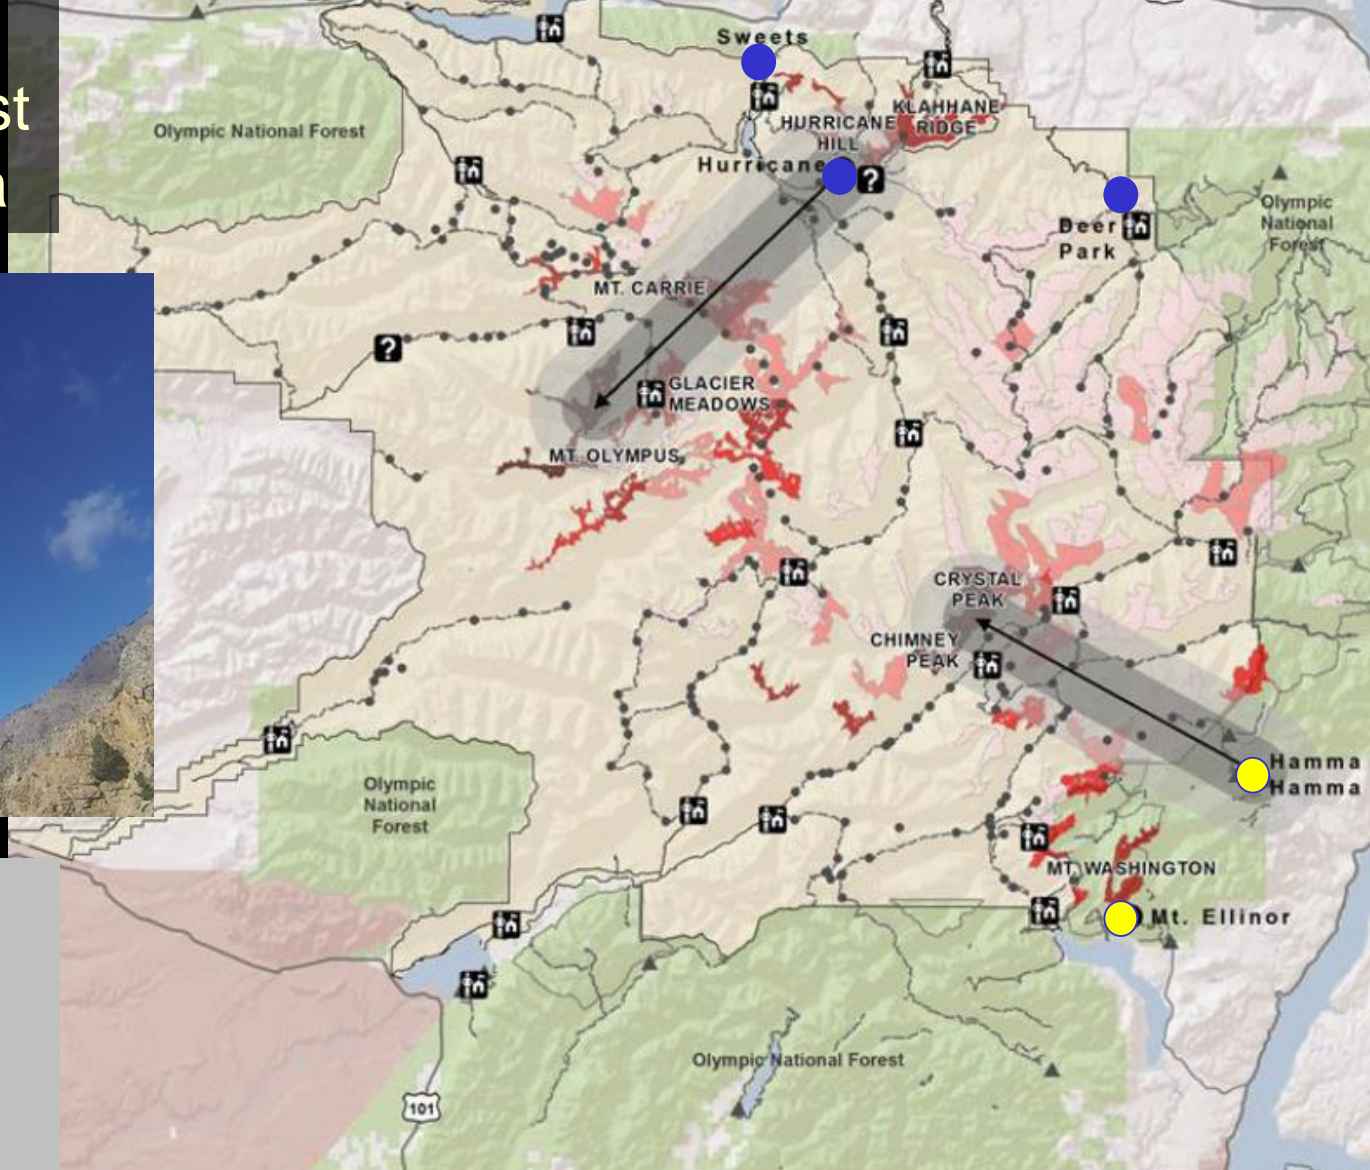 st
a
Sweets
KLAHHANE
RIDGE
HURRICANE
HILL
Hurricane
?
Olympic National Forest
Olympic
National
Forest
Deer
Park
MT. CARRIE
?
GLACIER
MEADOWS
MT. OLYMPUS
CRYSTAL
PEAK
CHIMNEY
PEAK
Hamma
Hamma
Olympic
National
Forest
MT. WASHINGTON
Mt. Ellinor
Olympic National Forest
101